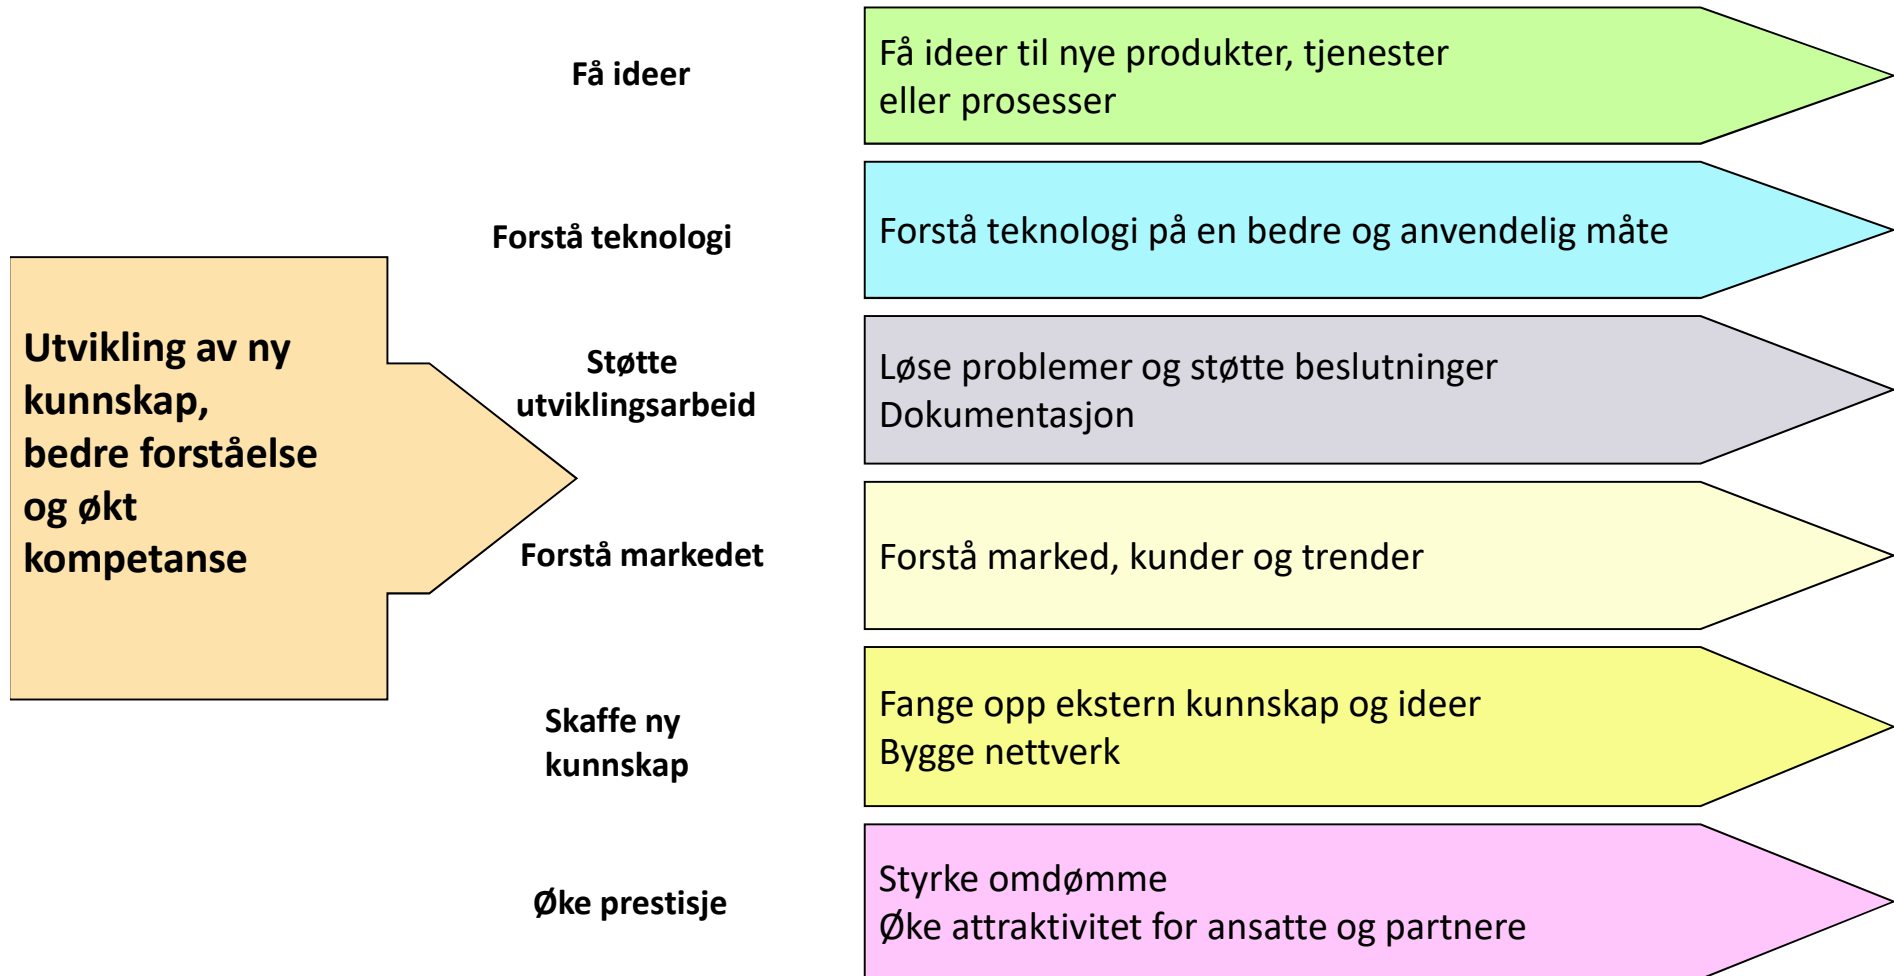 Utvikling av ny
kunnskap,
bedre forståelse
og økt
kompetanse
Få ideer
Få ideer til nye produkter, tjenester
eller prosesser
Forstå teknologi
Forstå teknologi på en bedre og anvendelig måte
Støtte
utviklingsarbeid
Løse problemer og støtte beslutninger
Dokumentasjon
Forstå markedet
Forstå marked, kunder og trender
Skaffe ny
kunnskap
Fange opp ekstern kunnskap og ideer
Bygge nettverk
Øke prestisje
Styrke omdømme
Øke attraktivitet for ansatte og partnere